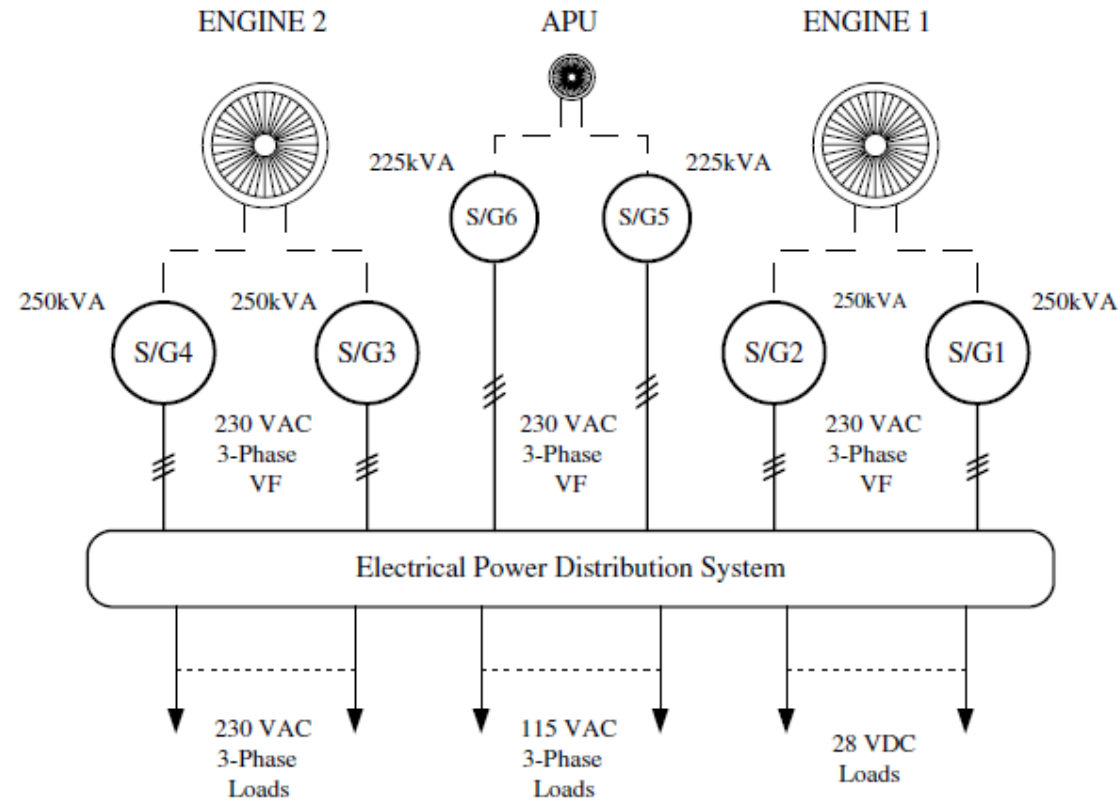 ENGINE 2
APU
ENGINE 1
225kVA
225kVA
S/G6
S/G5
250kVA
250kVA
250kVA
250kVA
S/G4
S/G3
S/G2
S/G1
230 VAC
3-Phase
VF
230 VAC
3-Phase
VF
230 VAC
3-Phase
VF
Electrical Power Distribution System
230 VAC
3-Phase
Loads
115 VAC
3-Phase
Loads
28 VDC
Loads